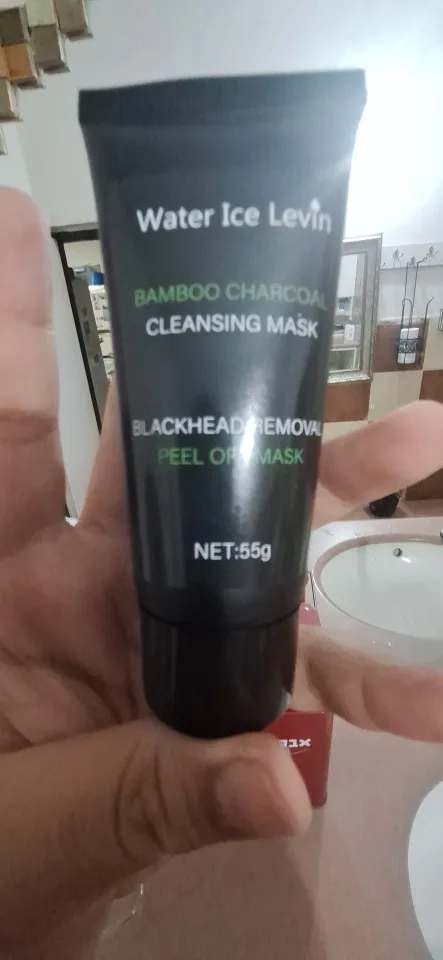 Water Ice Levin
BAMBOO CHARCOAL
CLEANSING MASK
BLACKHEAD REMOVAL
PEEL OFF MASK
NET:55g